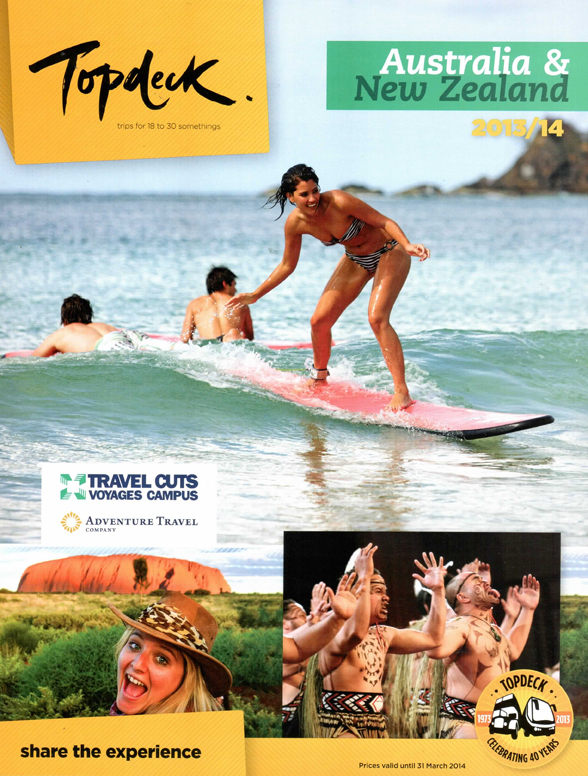 Topdeck.
trips for 18 to 30 somethings
Australia &
New Zealand
2013/14
TRAVEL CUTS
VOYAGES CAMPUS
ADVENTURE TRAVEL
COMPANY
share the experience
Prices valid until 31 March 2014
TOPDECK
1973 2013
CELEBRATING 40 YEARS